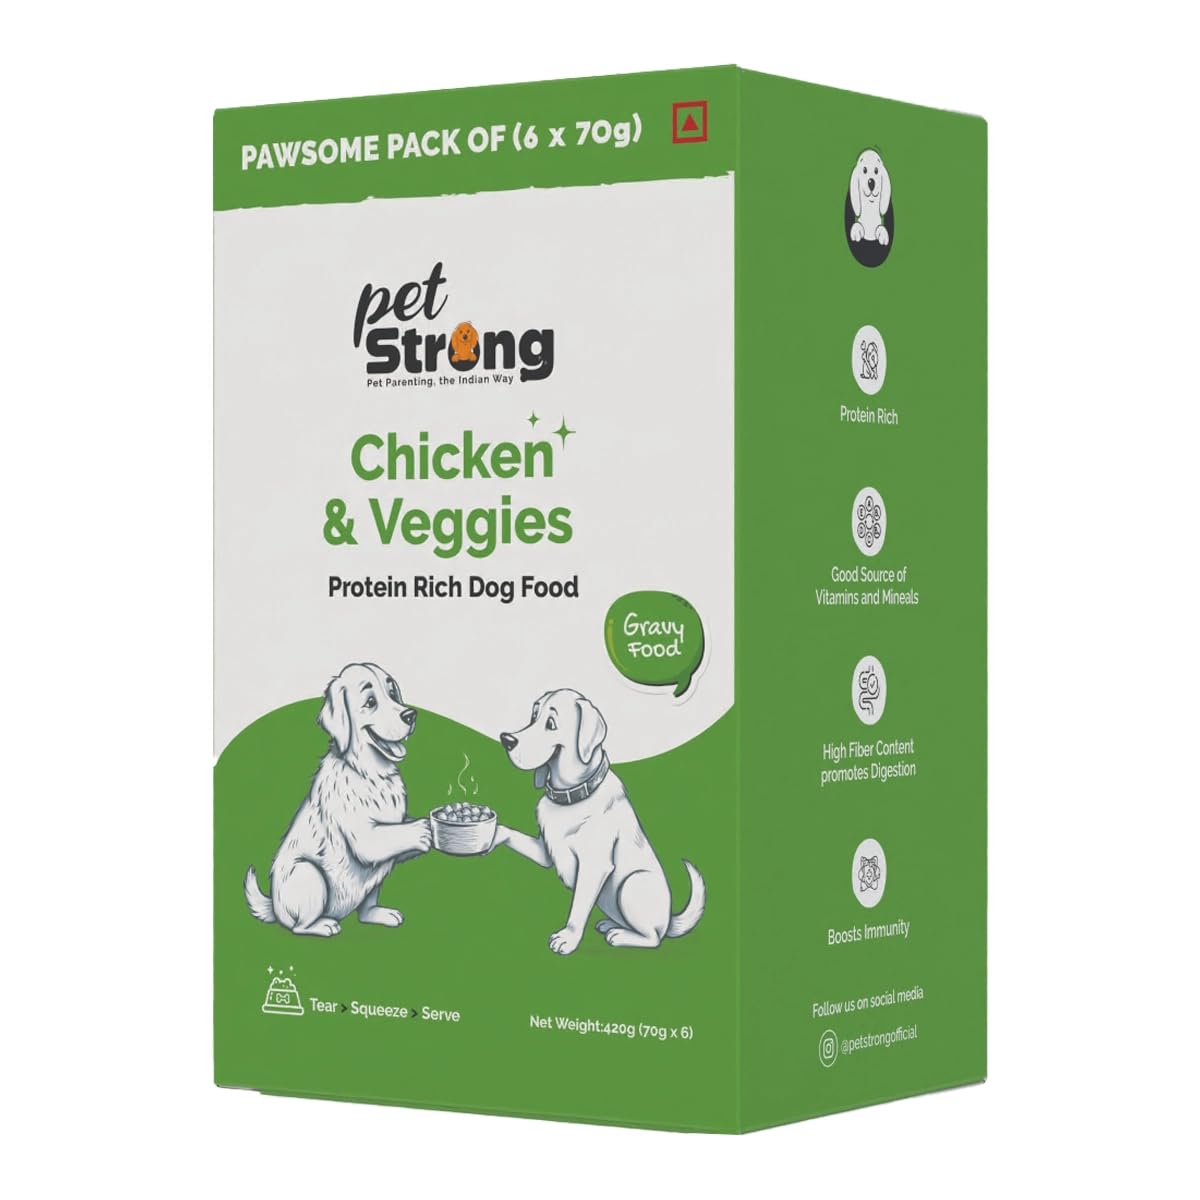 PAWSOME PACK OF (6 x 70g)
pet
Strong
Pet Parenting, the Indian Way
Chicken
& Veggies
Protein Rich Dog Food
Gravy
Food
Tear > Squeeze > Serve
Net Weight:420g (70g x 6)
Protein Rich
Good Source of
Vitamins and Mineals
High Fiber Content
promotes Digestion
Boosts Immunity
Follow us on social media
@petstrongofficial